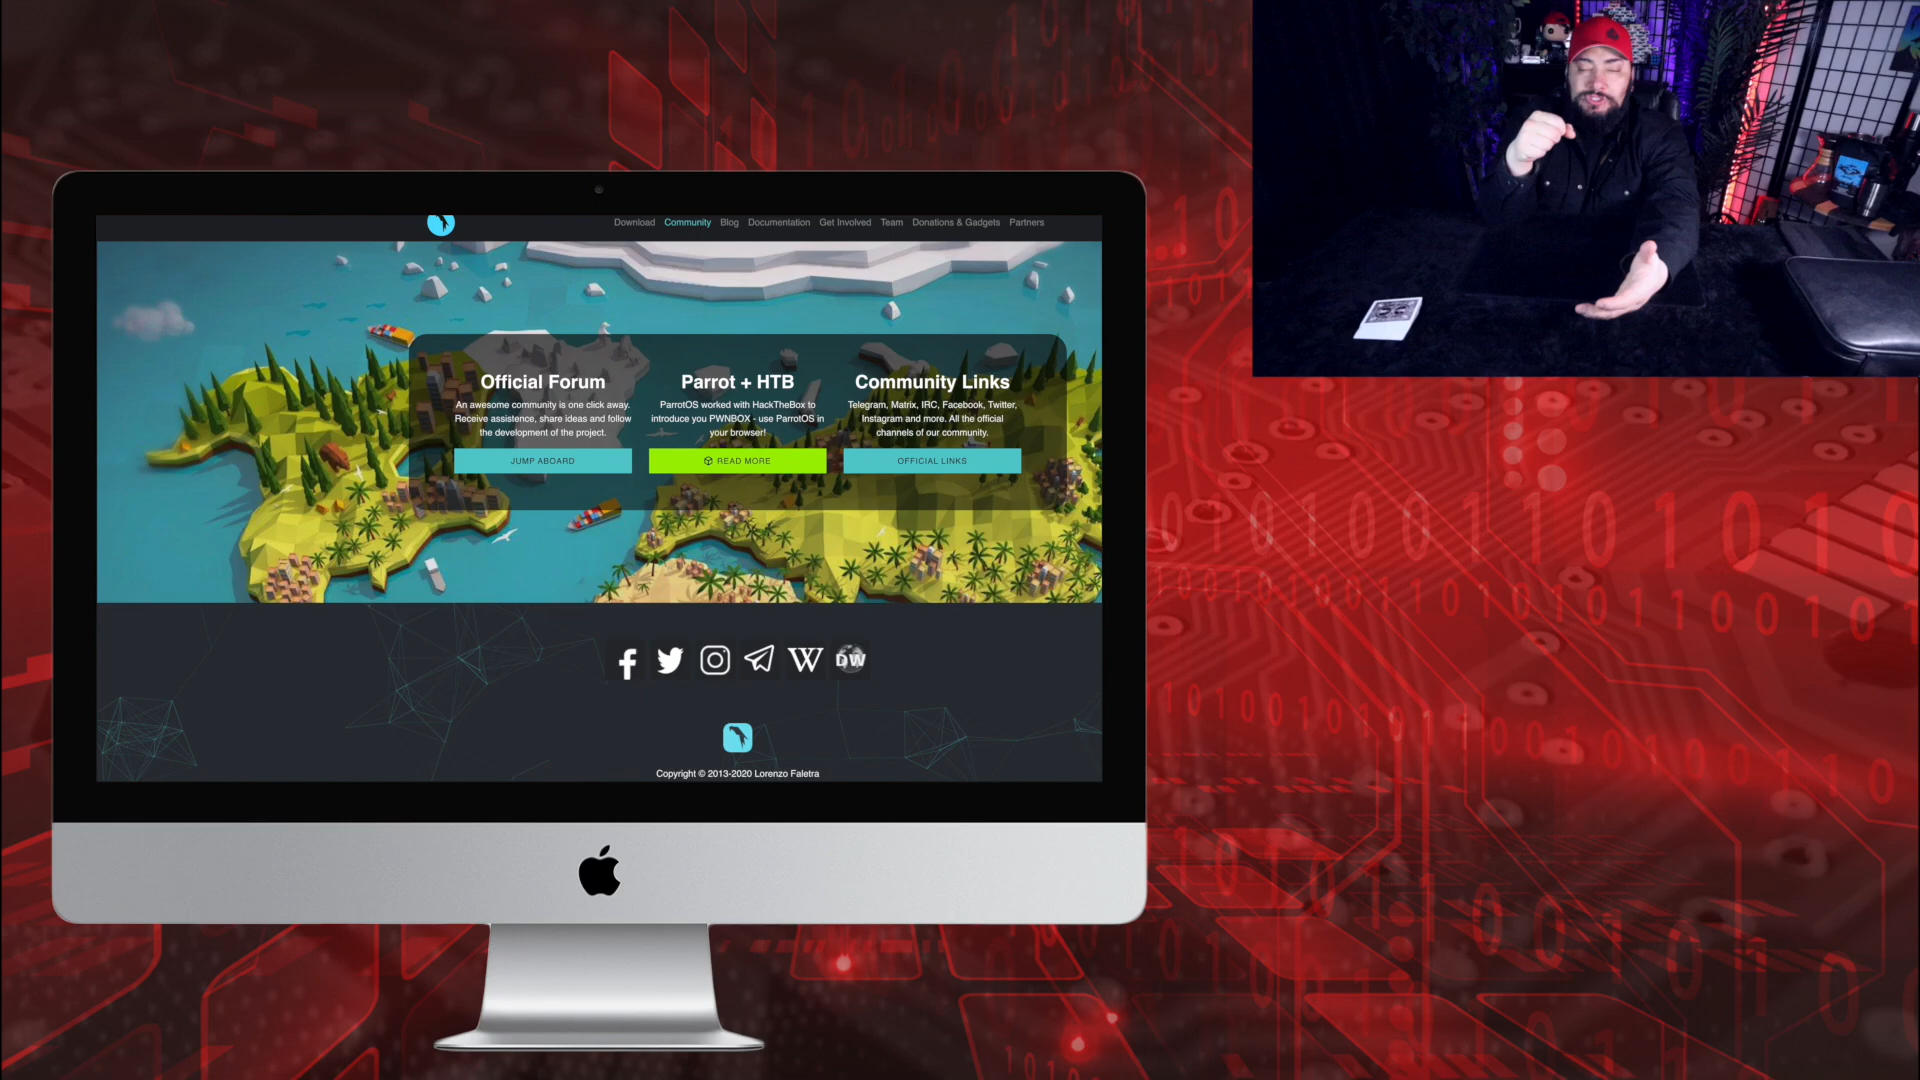 Download Community Blog Documentation Get Involved Team Donations & Gadgets Partners
Official Forum
An awesome community is one click away.
Receive assistence, share ideas and follow
the development of the project.
JUMP ABOARD
Parrot + HTB
ParrotOS worked with HackTheBox to
introduce you PWNBOX - use ParrotOS in
your browser!
READ MORE
Community Links
Telegram, Matrix, IRC, Facebook, Twitter,
Instagram and more. All the official
channels of our community.
OFFICIAL LINKS
W
DW
Copyright © 2013-2020 Lorenzo Faletra